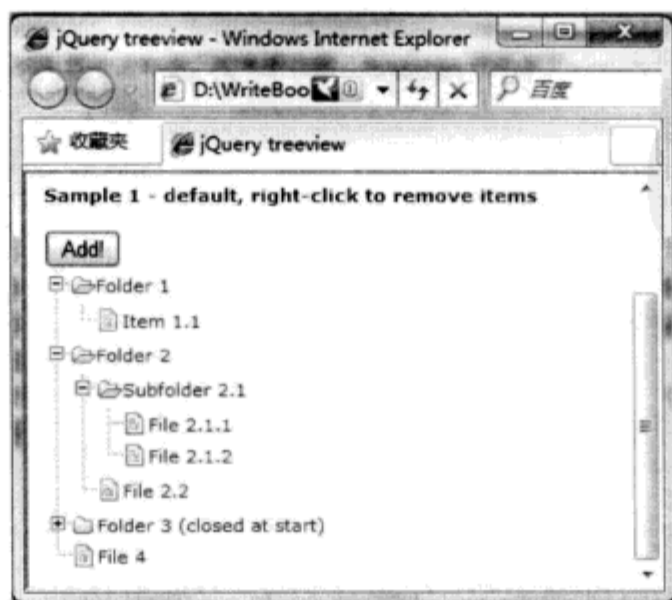 jQuery treeview - Windows Internet Explorer
D:\WriteBoo
百度
收藏夹
jQuery treeview
Sample 1 - default, right-click to remove items
Add!
Folder 1
Item 1.1
Folder 2
Subfolder 2.1
File 2.1.1
File 2.1.2
File 2.2
Folder 3 (closed at start)
File 4